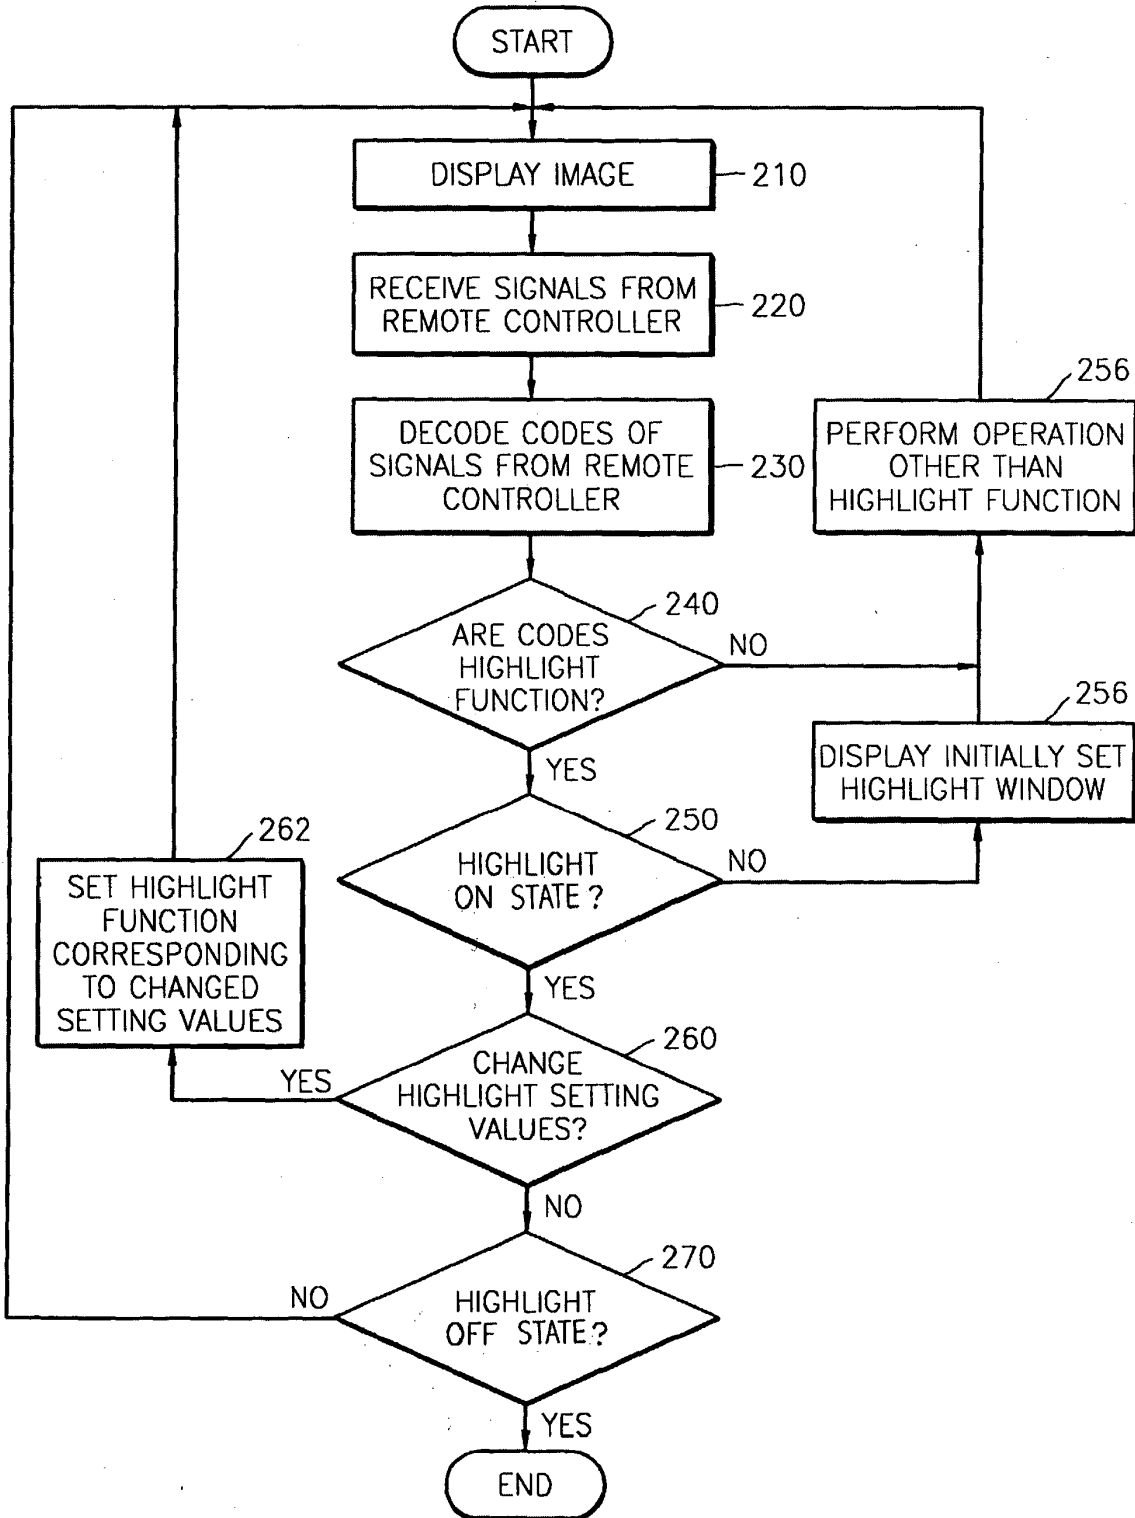 START
DISPLAY IMAGE
210
RECEIVE SIGNALS FROM
REMOTE CONTROLLER
220
DECODE CODES OF
SIGNALS FROM REMOTE
CONTROLLER
230
256
PERFORM OPERATION
OTHER THAN
HIGHLIGHT FUNCTION
240
ARE CODES
HIGHLIGHT
FUNCTION?
NO
YES
256
DISPLAY INITIALLY SET
HIGHLIGHT WINDOW
250
HIGHLIGHT
ON STATE?
NO
YES
262
SET HIGHLIGHT
FUNCTION
CORRESPONDING
TO CHANGED
SETTING VALUES
260
CHANGE
HIGHLIGHT SETTING
VALUES?
YES
NO
270
HIGHLIGHT
OFF STATE?
NO
YES
END